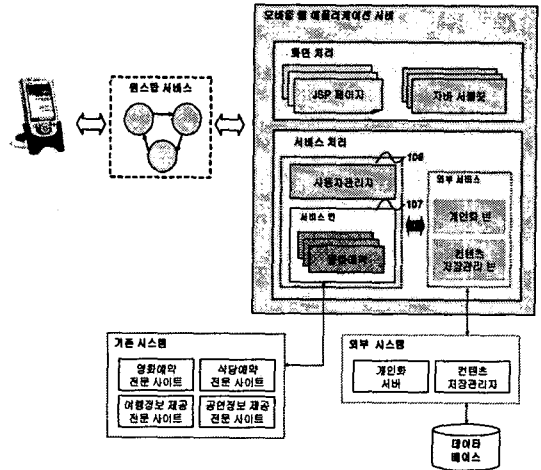 모바일 웹 애플리케이션 서버
화면 처리
원스탑 서비스
JSP 페이지
자바 서블릿
서비스 처리
106
사용자관리자
외부 서비스
107
서비스 빈
개인화 빈
영화예약
컨텐츠
저장관리 빈
기존 시스템
영화예약
전문 사이트
식당예약
전문 사이트
여행정보 제공
전문 사이트
공연정보 제공
전문 사이트
외부 시스템
개인화
서버
컨텐츠
저장관리자
데이타
베이스